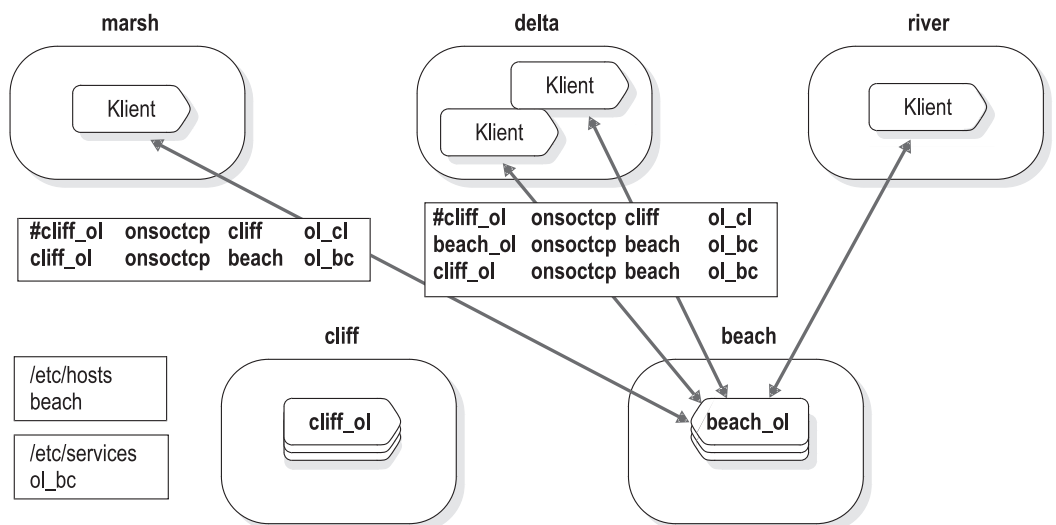 marsh
delta
river
Klient
Klient
Klient
Klient
#cliff_ol onsoctcp cliff ol_cl
cliff_ol onsoctcp beach ol_bc
#cliff_ol onsoctcp cliff ol_cl
beach_ol onsoctcp beach ol_bc
cliff_ol onsoctcp beach ol_bc
cliff
beach
/etc/hosts
beach
/etc/services
ol_bc
cliff_ol
beach_ol